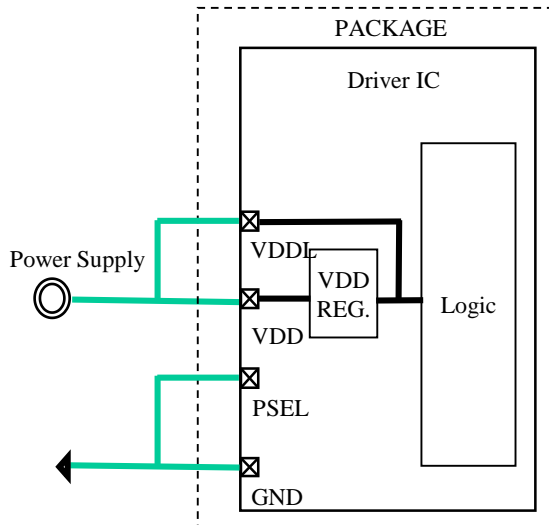 PACKAGE
Driver IC
VDDL
Power Supply
VDD
REG.
Logic
VDD
PSEL
GND